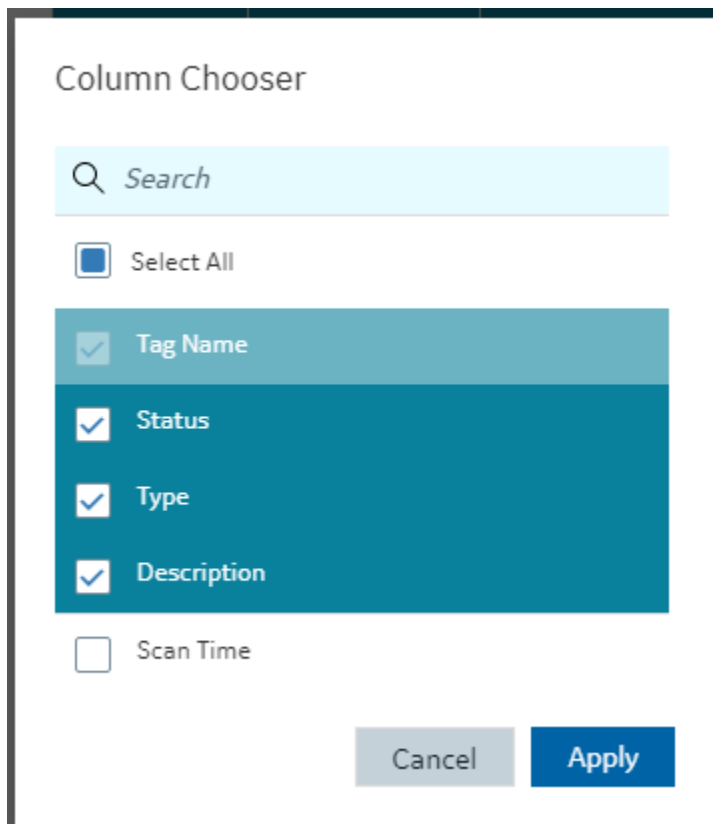 Column Chooser
Search
Select All
Tag Name
Status
Type
Description
Scan Time
Cancel Apply